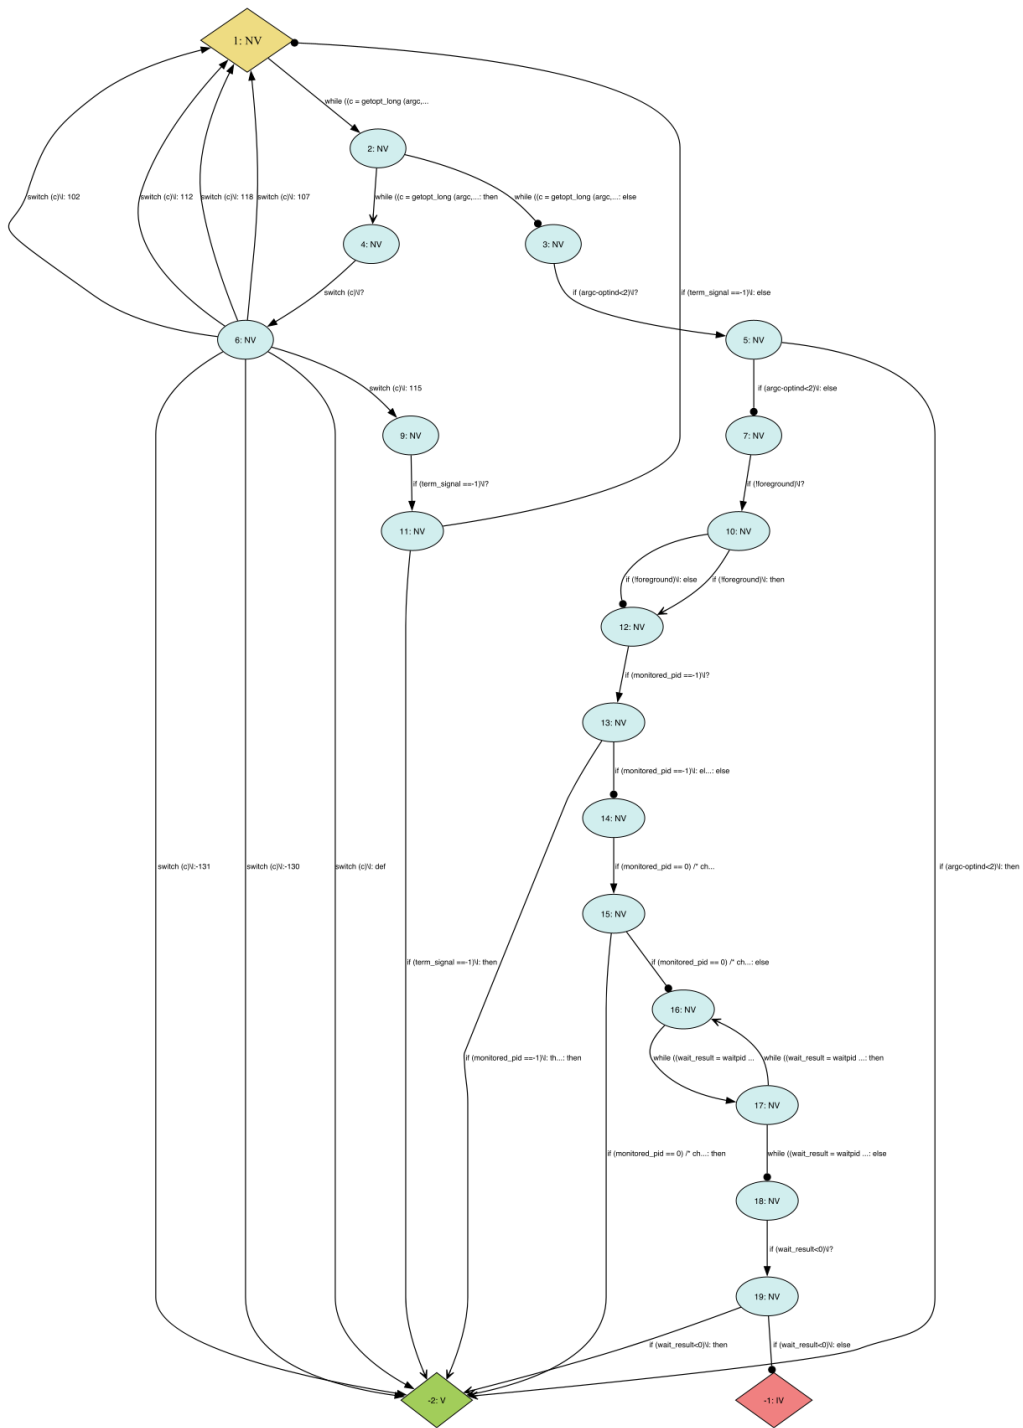 1: NV
while ((c = getopt_long (argc,...
2: NV
switch (c)\l: 102
switch (c)\l: 112
switch (c)\l: 118
switch (c)\l: 107
while ((c = getopt_long (argc,...: then
while ((c = getopt_long (argc,...: else
4: NV
3: NV
switch (c)\l?
if (argc-optind<2)\l?
if (term_signal ==-1)\l: else
6: NV
5: NV
switch (c)\l: 115
if (argc-optind<2)\l: else
9: NV
7: NV
if (term_signal ==-1)\l?
if (!foreground)\l?
11: NV
10: NV
if (!foreground)\l: else
if (!foreground)\l: then
12: NV
if (monitored_pid ==-1)\l?
13: NV
if (monitored_pid ==-1)\l: el...: else
14: NV
switch (c)\l:-131
switch (c)\l:-130
switch (c)\l: def
if (monitored_pid == 0) /* ch...
if (argc-optind<2)\l: then
15: NV
if (term_signal ==-1)\l: then
if (monitored_pid == 0) /* ch...: else
16: NV
if (monitored_pid ==-1)\l: th...: then
while ((wait_result = waitpid ...
while ((wait_result = waitpid ...: then
17: NV
if (monitored_pid == 0) /* ch...: then
while ((wait_result = waitpid ...: else
18: NV
if (wait_result<0)\l?
19: NV
if (wait_result<0)\l: then
if (wait_result<0)\l: else
-2: V
-1: IV